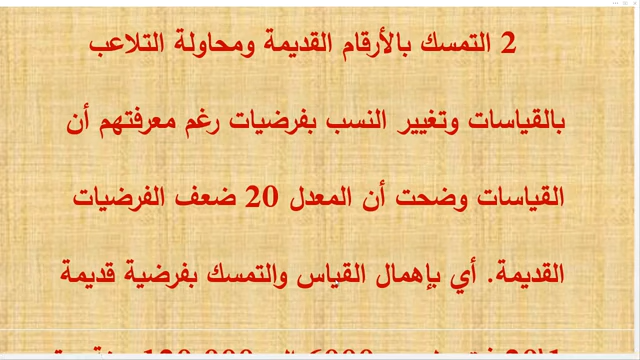 2 التمسك بالأرقام القديمة ومحاولة التلاعب
بالقياسات وتغيير النسب بفرضيات رغم معرفتهم أن
القياسات وضحت أن المعدل 20 ضعف الفرضيات
القديمة. أي بإهمال القياس والتمسك بفرضية قديمة